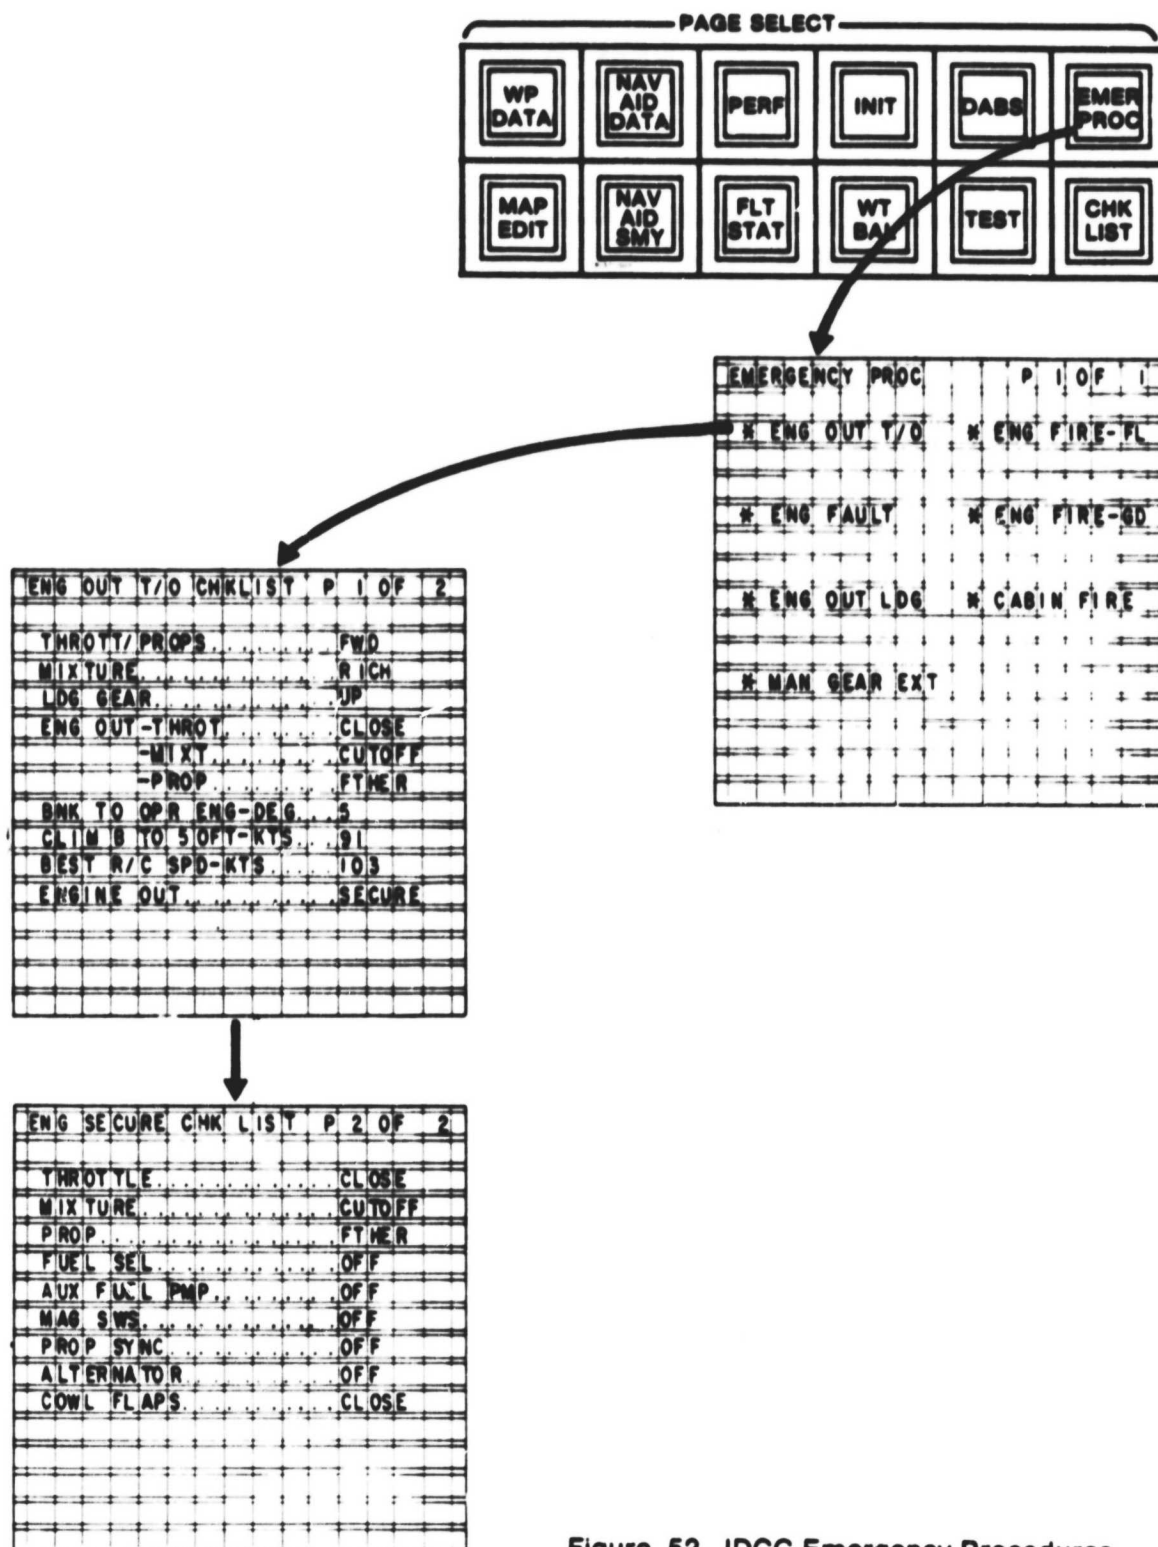 PAGE SELECT
WP DATA
NAV AID DATA
PERF
INIT
DABS
EMER PROC
MAP EDIT
NAV AID SMY
FLT STAT
WT BAL
TEST
CHK LIST
EMERGENCY PROC P 1 OF 1
* ENG OUT T/O * ENG FIRE-FL
* ENG FAULT * ENG FIRE-GD
* ENG OUT LDG * CABIN FIRE
* MAN GEAR EXT
ENG OUT T/O CHKLIST P 1 OF 2
THROTT/PROPS..........FWD
MIXTURE..............RICH
LDG GEAR.............UP
ENG OUT-THROT........CLOSE
-MIXT.........CUTOFF
-PROP.........FTHER
BNK TO OPR ENG-DEG...5
CLIMB TO 50FT-KTS...91
BEST R/C SPD-KTS.....103
ENGINE OUT...........SECURE
ENG SECURE CHK LIST P 2 OF 2
THROTTLE.............CLOSE
MIXTURE..............CUTOFF
PROP.................FTHER
FUEL SEL.............OFF
AUX FUEL PMP.........OFF
MAG SWS..............OFF
PROP SYNC............OFF
ALTERNATOR...........OFF
COWL FLAPS...........CLOSE
Figure 52. IDCC Emergency Procedures